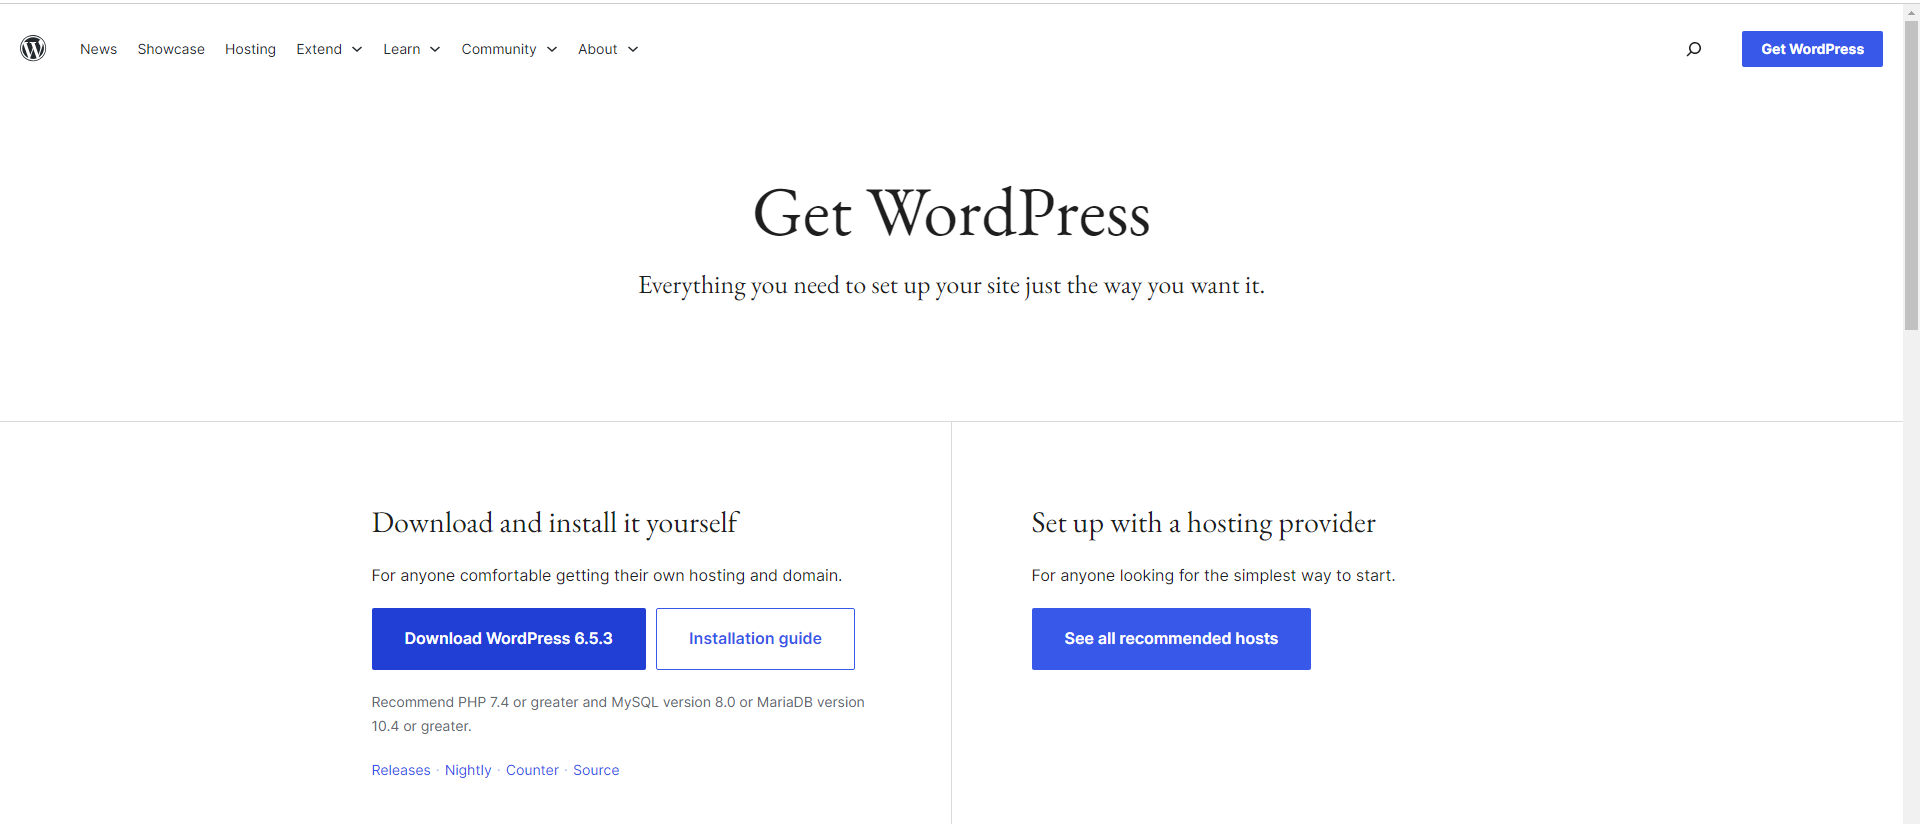 News Showcase Hosting Extend Learn Community About Get WordPress
Get WordPress
Everything you need to set up your site just the way you want it.
Download and install it yourself
For anyone comfortable getting their own hosting and domain.
Download WordPress 6.5.3 Installation guide
Recommend PHP 7.4 or greater and MySQL version 8.0 or MariaDB version
10.4 or greater.
Releases · Nightly · Counter · Source
Set up with a hosting provider
For anyone looking for the simplest way to start.
See all recommended hosts